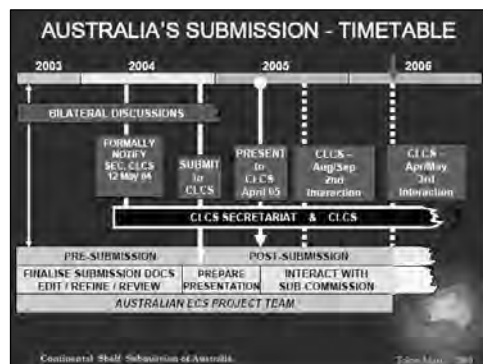 AUSTRALIA'S SUBMISSION - TIMETABLE
2003 2004 2005 2006
BILATERAL DISCUSSIONS
FORMALLY
NOTIFY
SEC. CLCS
12 May 04
SUBMIT
to
CLCS
PRESENT
to CLCS
April 05
CLCS –
Aug/Sep
2nd
Interaction
CLCS -
Apr/May
3rd
Interaction
CLCS SECRETARIAT & CLCS
PRE-SUBMISSION POST-SUBMISSION
FINALISE SUBMISSION DOCS
EDIT / REFINE / REVIEW
PREPARE
PRESENTATION
INTERACT WITH
SUB COMMISSION
AUSTRALIAN ECS PROJECT TEAM
Continental Shelf Submission of Australia